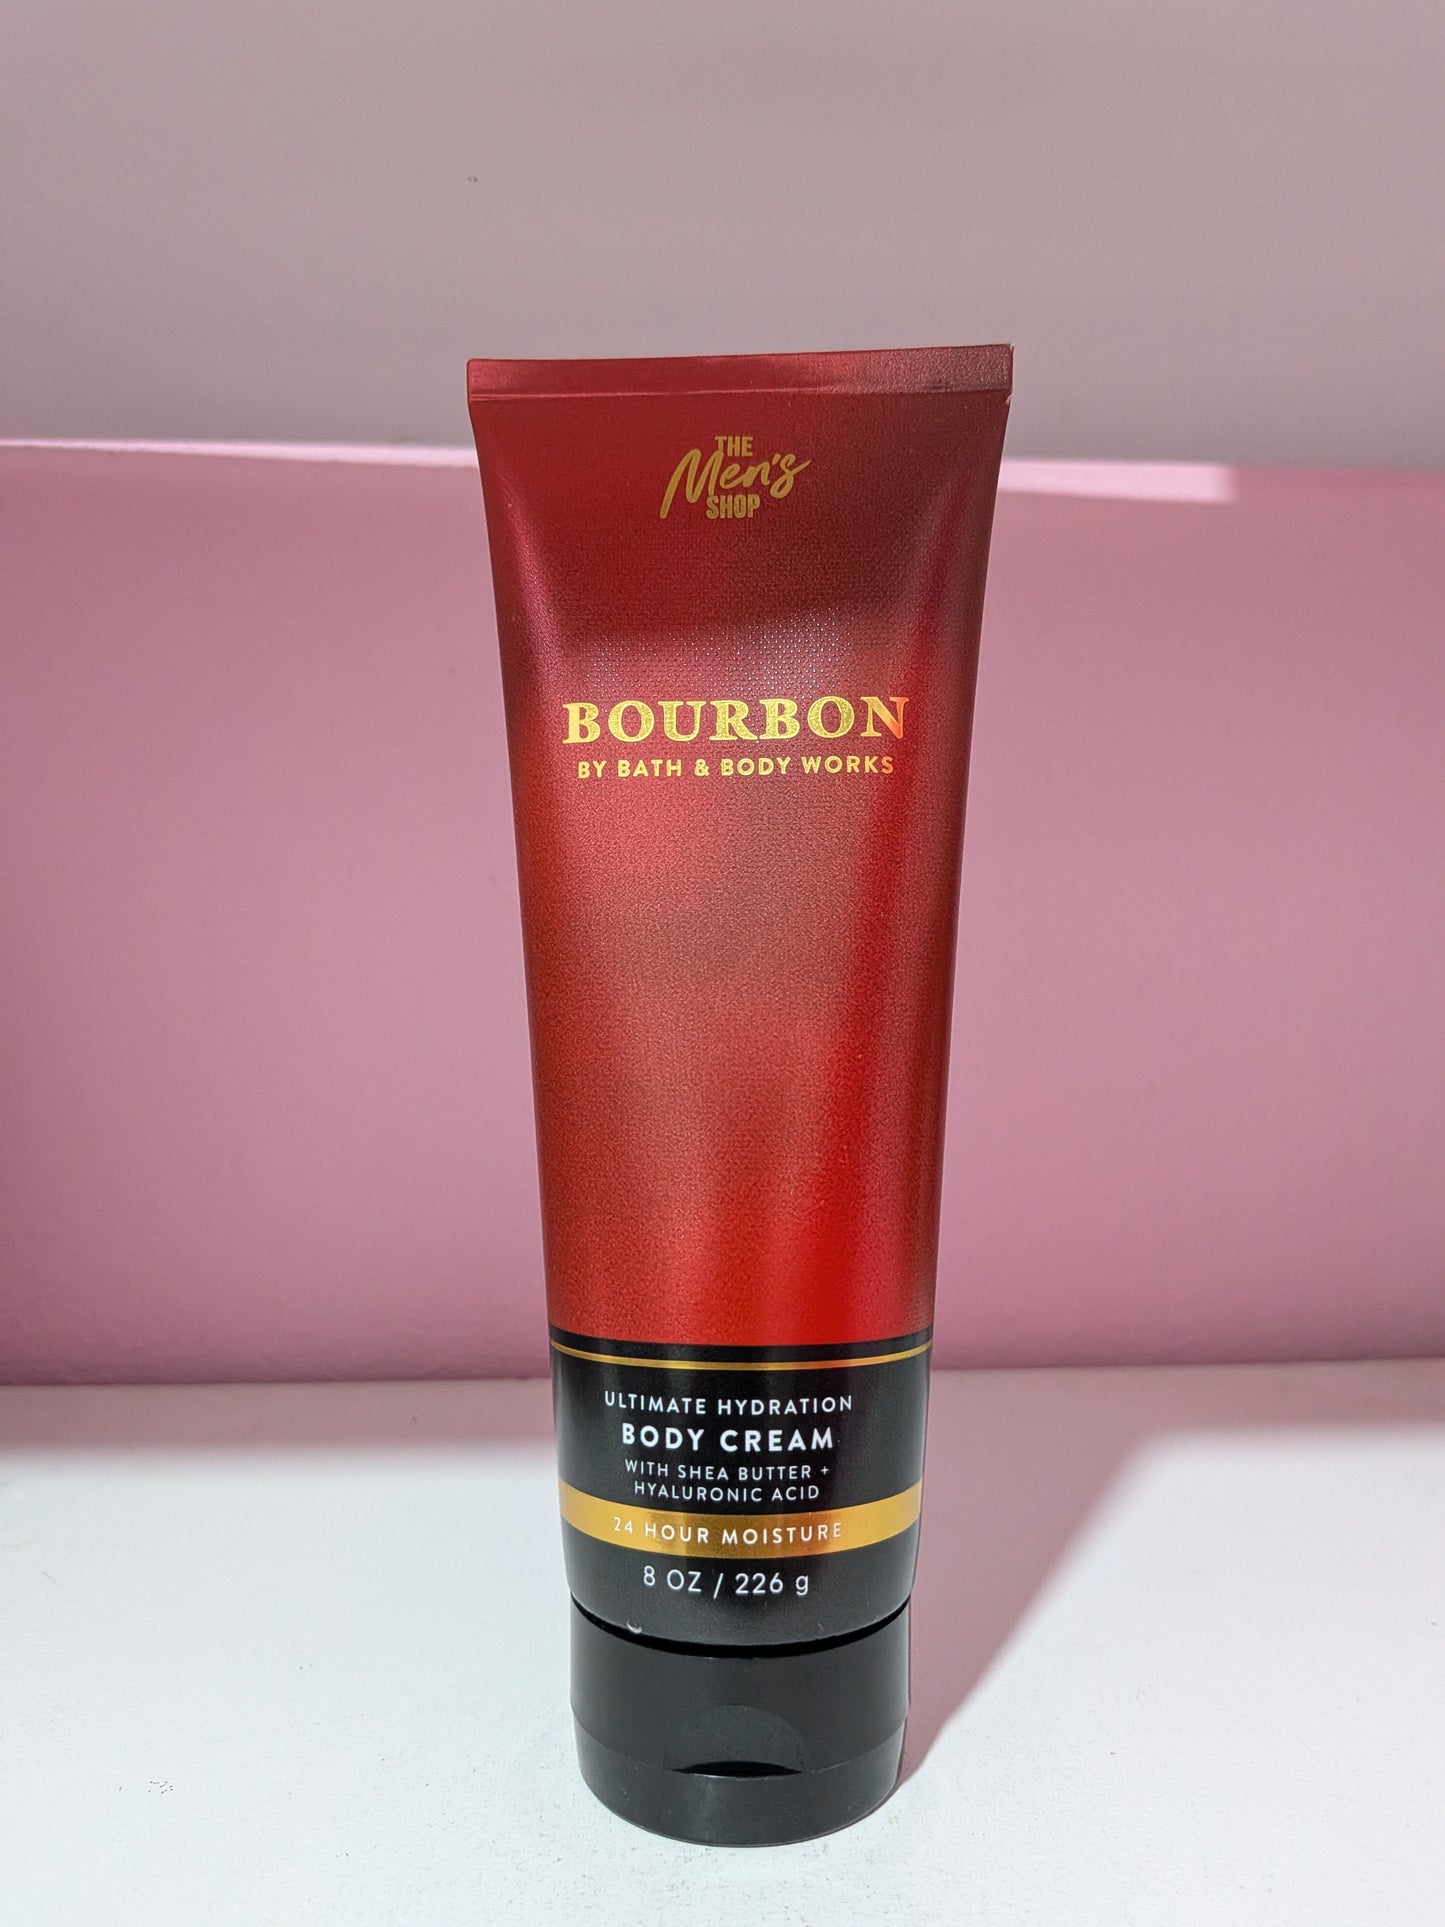 THE
Men's
SHOP
BOURBON
BY BATH & BODY WORKS
ULTIMATE HYDRATION
BODY CREAM
WITH SHEA BUTTER +
HYALURONIC ACID
24 HOUR MOISTURE
8 OZ / 226 g